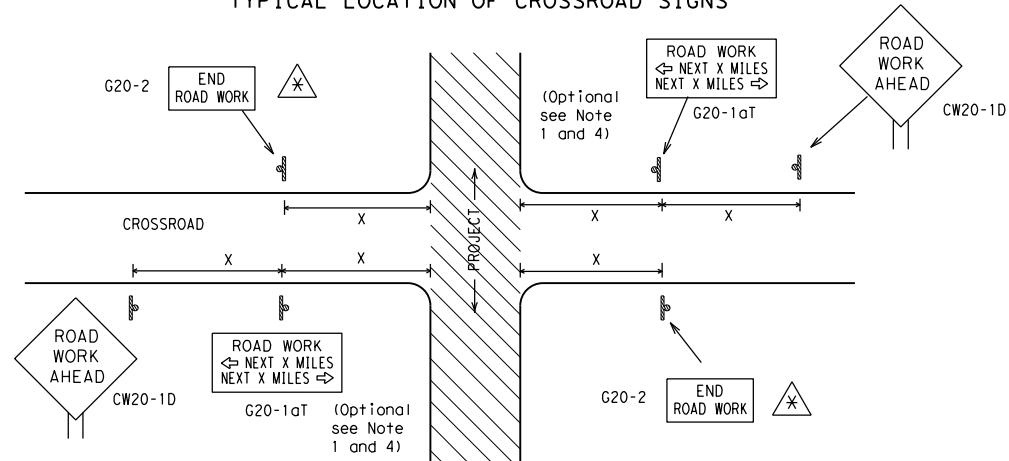 TYPICAL LOCATION OF CROSSROAD SIGNS
G20-2
END
ROAD WORK
*
(Optional
see Note
1 and 4)
ROAD WORK
⇦ NEXT X MILES
NEXT X MILES ⇨
G20-1aT
ROAD
WORK
AHEAD
CW20-1D
X
X
X
CROSSROAD
PROJECT
X
X
X
ROAD
WORK
AHEAD
CW20-1D
ROAD WORK
⇦ NEXT X MILES
NEXT X MILES ⇨
G20-1aT
(Optional
see Note
1 and 4)
G20-2
END
ROAD WORK
*